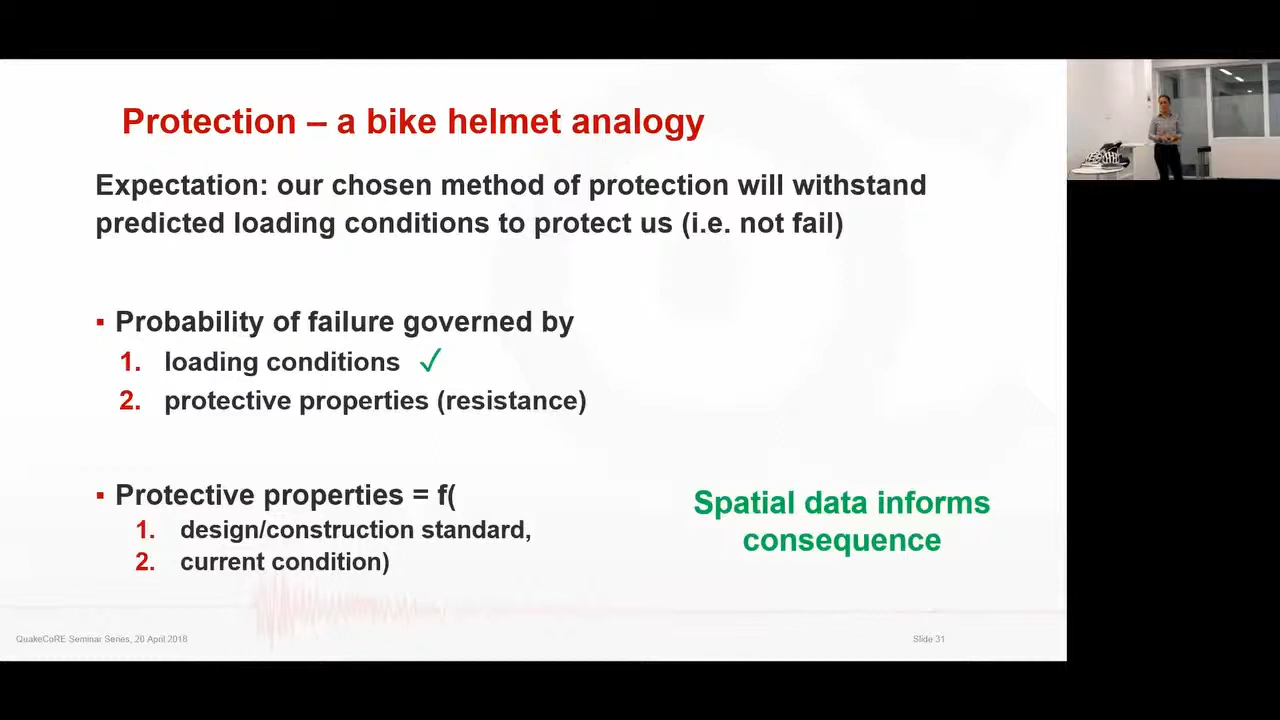 Protection – a bike helmet analogy
Expectation: our chosen method of protection will withstand
predicted loading conditions to protect us (i.e. not fail)
▪ Probability of failure governed by
1. loading conditions ✓
2. protective properties (resistance)
▪ Protective properties = f(
1. design/construction standard,
2. current condition)
Spatial data informs
consequence
QuakeCoRE Seminar Series, 20 April 2018
Slide 31